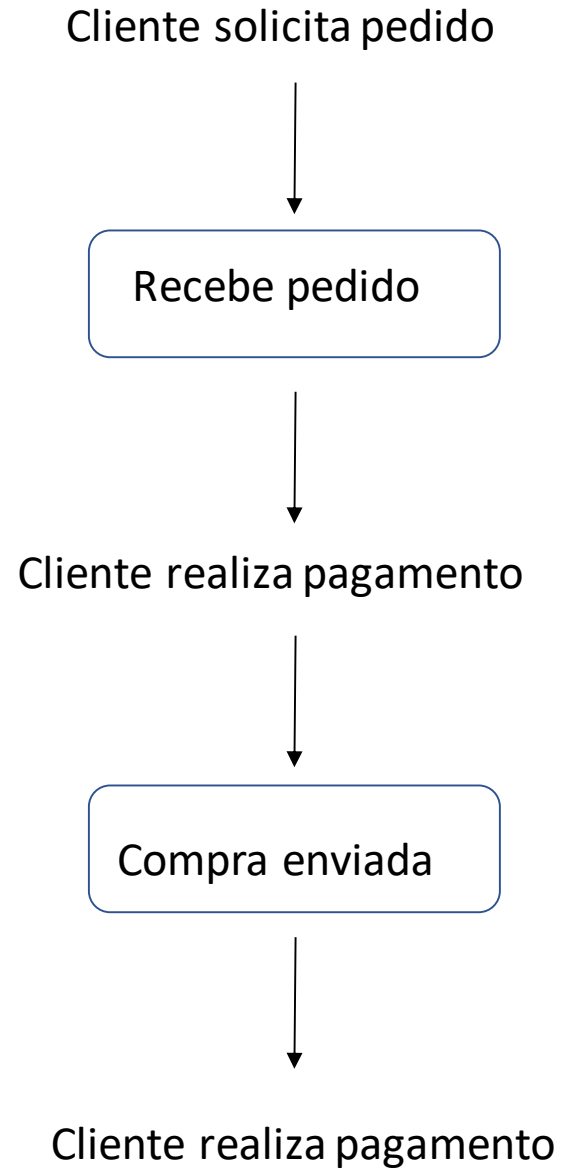 Cliente solicita pedido
Recebe pedido
Cliente realiza pagamento
Compra enviada
Cliente realiza pagamento